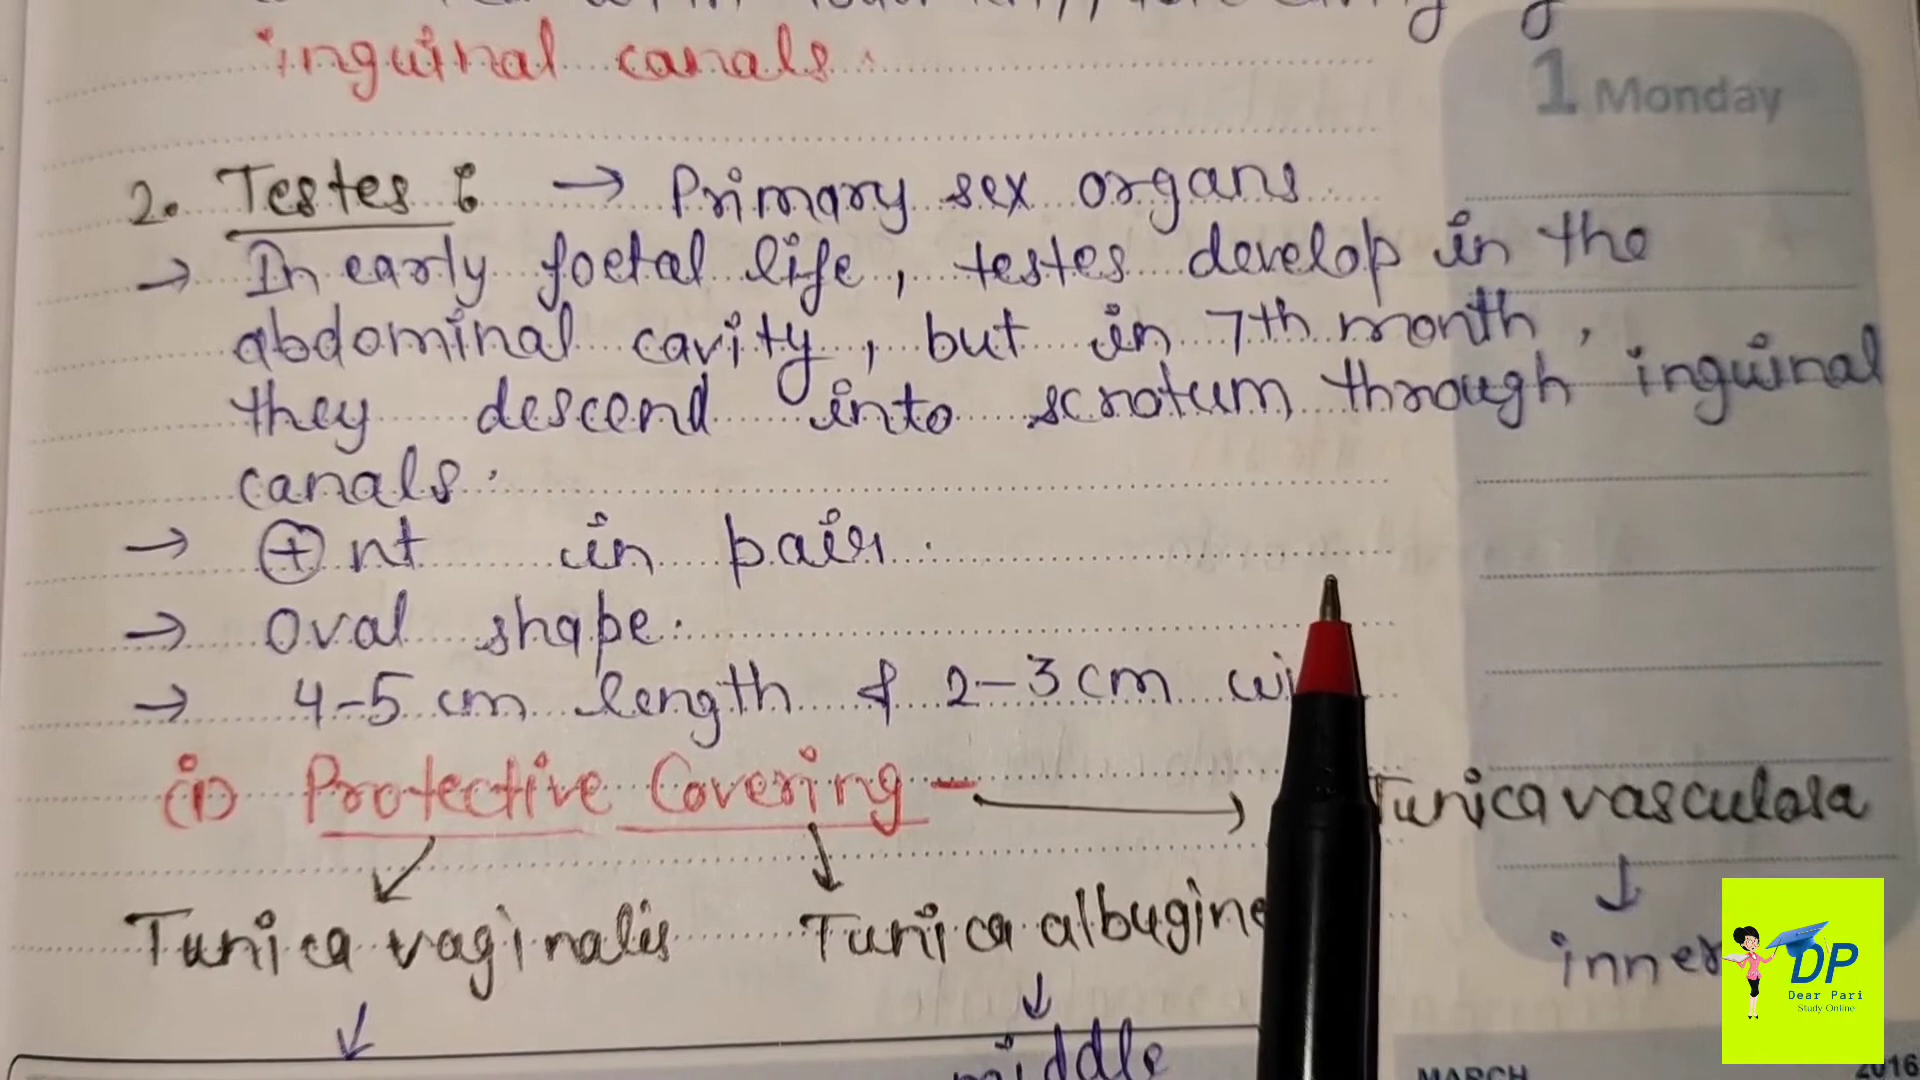 inguinal canals.
1 Monday
2. Testes : → Primary sex organs
→ In early foetal life, testes develop in the
abdominal cavity, but in 7th month,
they descend into scrotum through inguinal
canals.
→ ⊕nt in pair.
→ Oval shape.
→ 4-5 cm length & 2-3 cm wi
(i) Protective Covering - → Tunica vasculosa
↓
Tunica vaginalis Tunica albugine
inner
↓ ↓
middle
DP
Dear Pari
Study Online
MARCH 2016